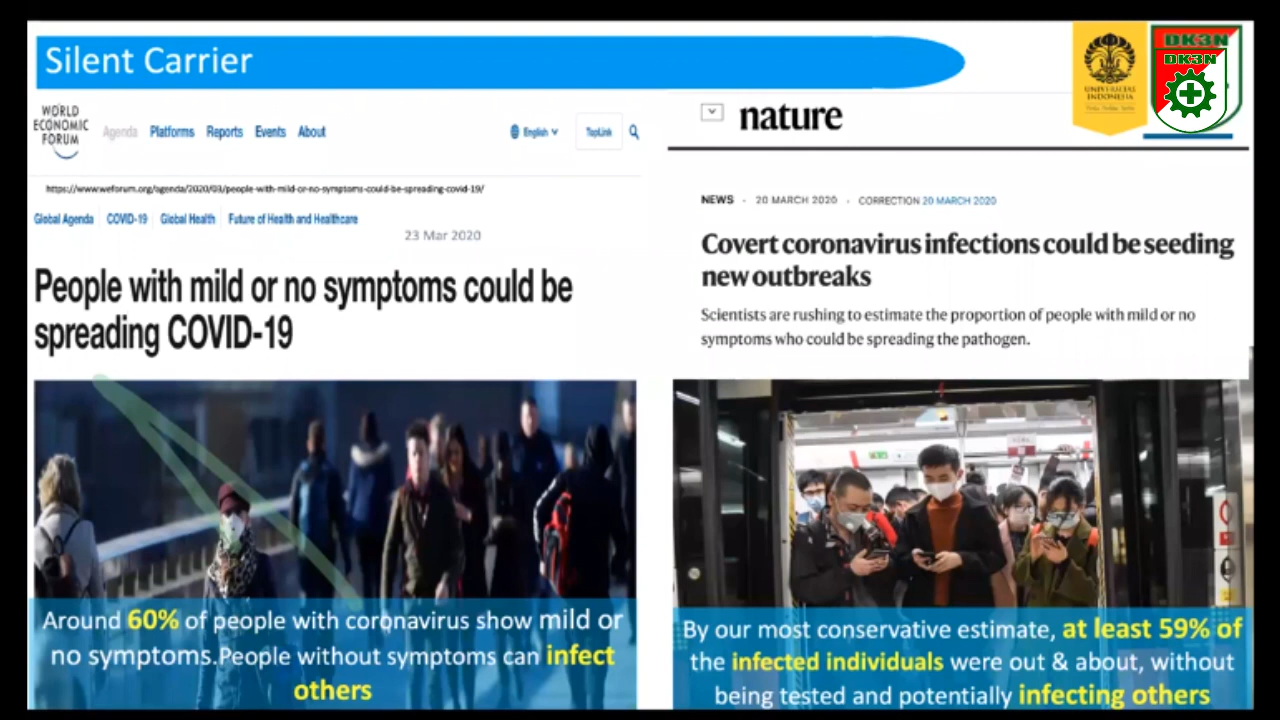 Silent Carrier
UNIVERSITAS
INDONESIA
DK3N
DK3N
WORLD
ECONOMIC
FORUM
Agenda Platforms Reports Events About
English
TopLink
https://www.weforum.org/agenda/2020/03/people-with-mild-or-no-symptoms-could-be-spreading-covid-19/
Global Agenda COVID-19 Global Health Future of Health and Healthcare
23 Mar 2020
People with mild or no symptoms could be
spreading COVID-19
Around 60% of people with coronavirus show mild or
no symptoms.People without symptoms can infect
others
nature
NEWS · 20 MARCH 2020 · CORRECTION 20 MARCH 2020
Covert coronavirus infections could be seeding
new outbreaks
Scientists are rushing to estimate the proportion of people with mild or no
symptoms who could be spreading the pathogen.
By our most conservative estimate, at least 59% of
the infected individuals were out & about, without
being tested and potentially infecting others